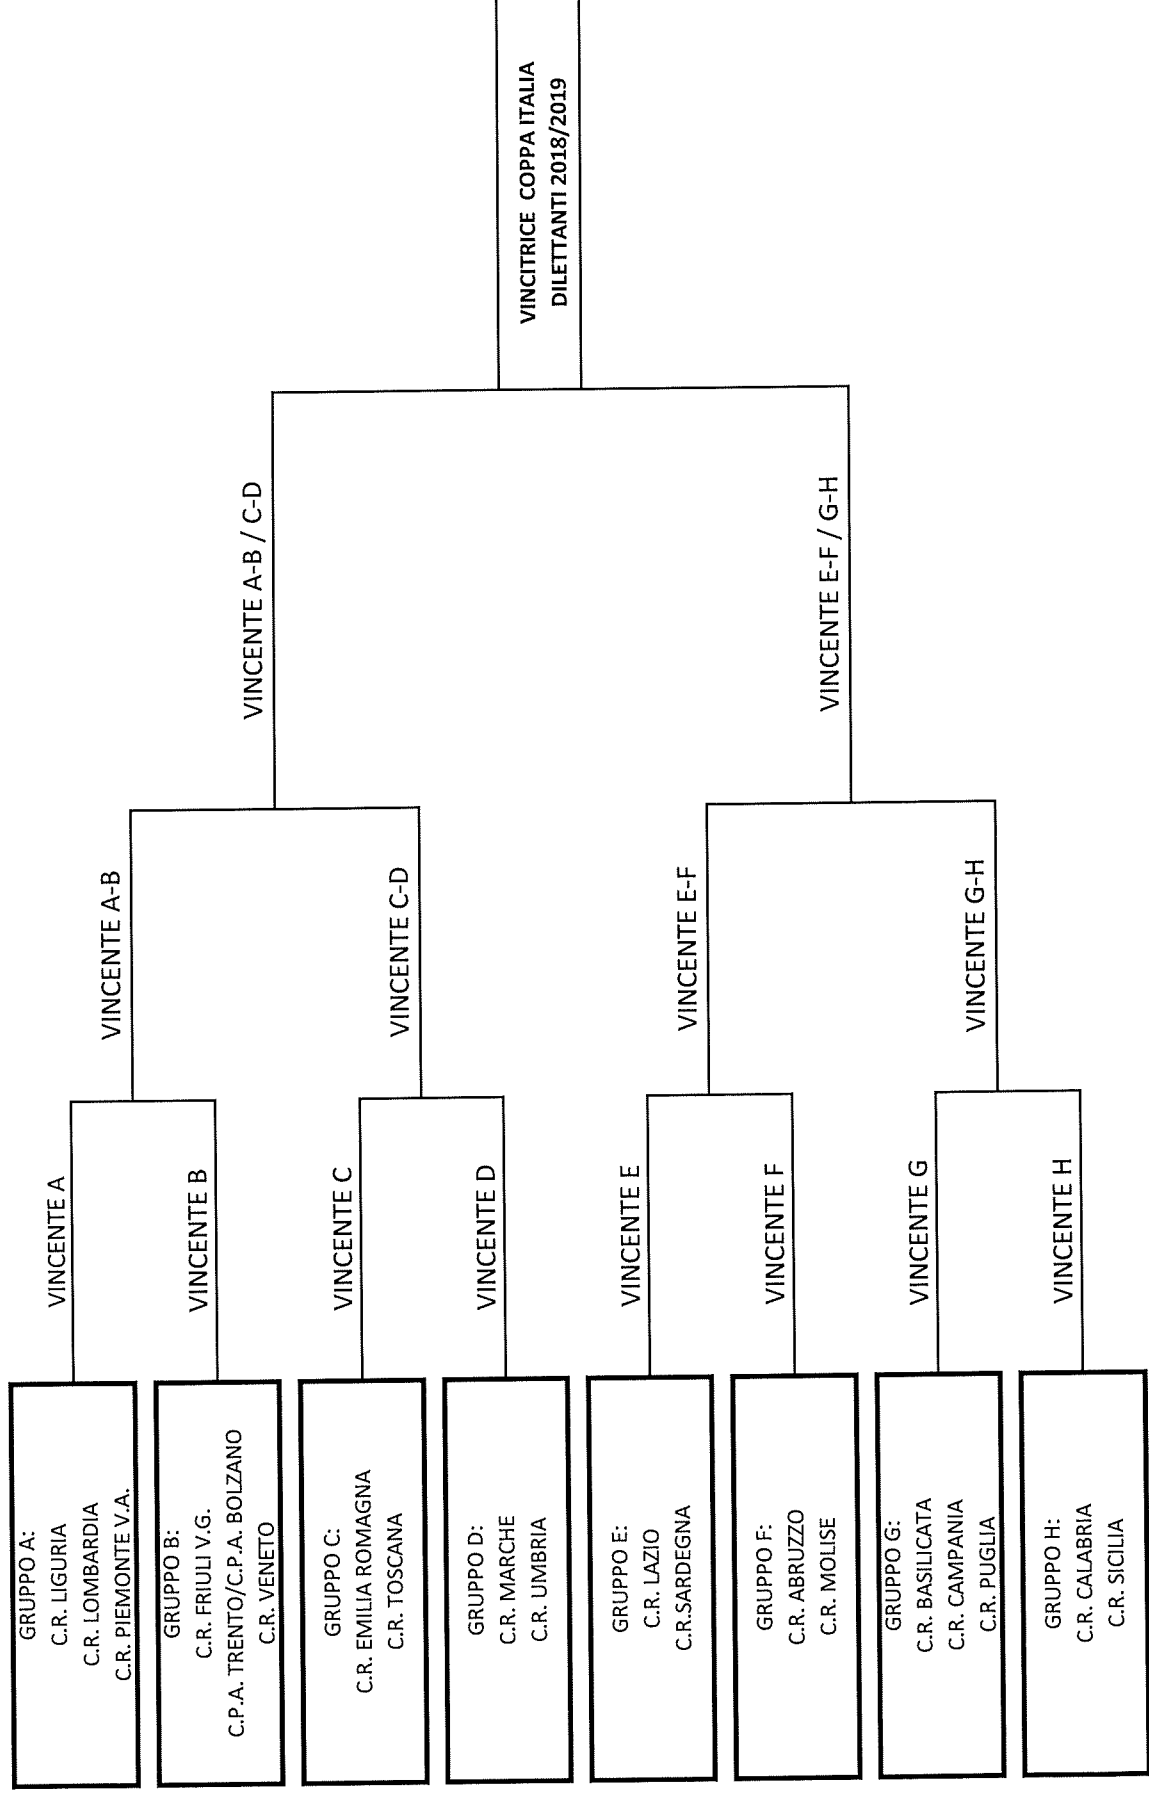 GRUPPO A:
C.R. LIGURIA
C.R. LOMBARDIA
C.R. PIEMONTE V.A.
GRUPPO B:
C.R. FRIULI V.G.
C.P.A. TRENTO/C.P.A. BOLZANO
C.R. VENETO
GRUPPO C:
C.R. EMILIA ROMAGNA
C.R. TOSCANA
GRUPPO D:
C.R. MARCHE
C.R. UMBRIA
GRUPPO E:
C.R. LAZIO
C.R.SARDEGNA
GRUPPO F:
C.R. ABRUZZO
C.R. MOLISE
GRUPPO G:
C.R. BASILICATA
C.R. CAMPANIA
C.R. PUGLIA
GRUPPO H:
C.R. CALABRIA
C.R. SICILIA
VINCENTE A
VINCENTE B
VINCENTE C
VINCENTE D
VINCENTE E
VINCENTE F
VINCENTE G
VINCENTE H
VINCENTE A-B
VINCENTE C-D
VINCENTE E-F
VINCENTE G-H
VINCENTE A-B / C-D
VINCENTE E-F / G-H
VINCITRICE COPPA ITALIA
DILETTANTI 2018/2019